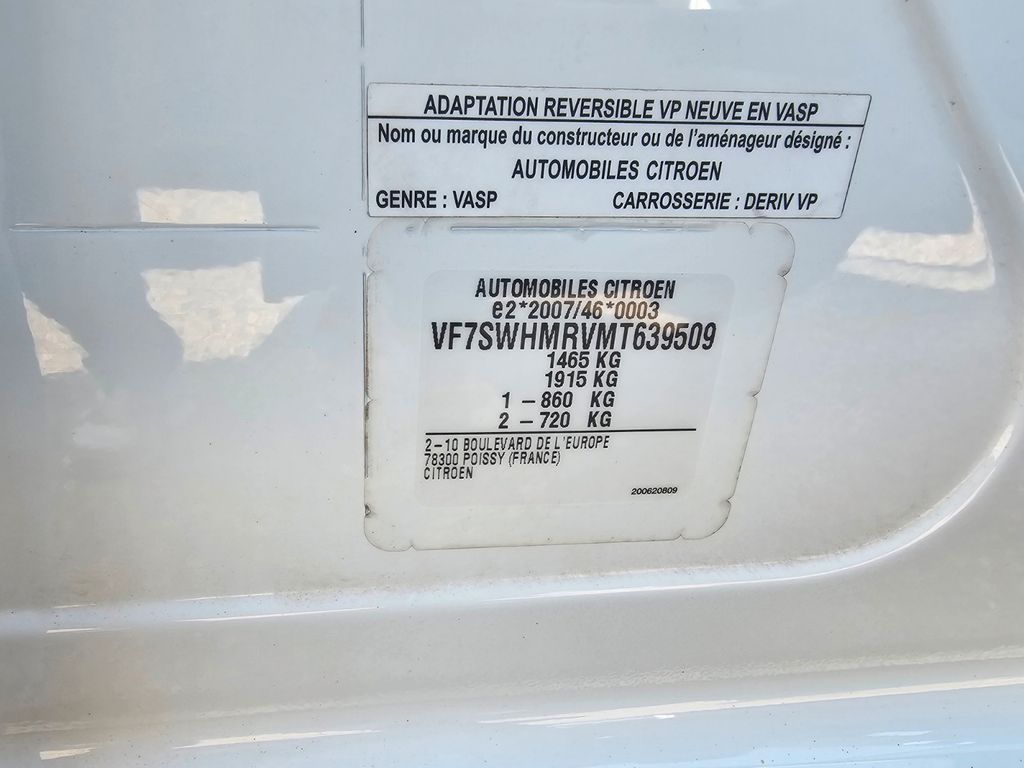 ADAPTATION REVERSIBLE VP NEUVE EN VASP
Nom ou marque du constructeur ou de l'aménageur désigné :
AUTOMOBILES CITROEN
GENRE : VASP CARROSSERIE : DERIV VP
AUTOMOBILES CITROEN
e2*2007/46*0003
VF7SWHMRVMT639509
1465 KG
1915 KG
1 – 860 KG
2 – 720 KG
2–10 BOULEVARD DE L'EUROPE
78300 POISSY (FRANCE)
CITROEN
200620809